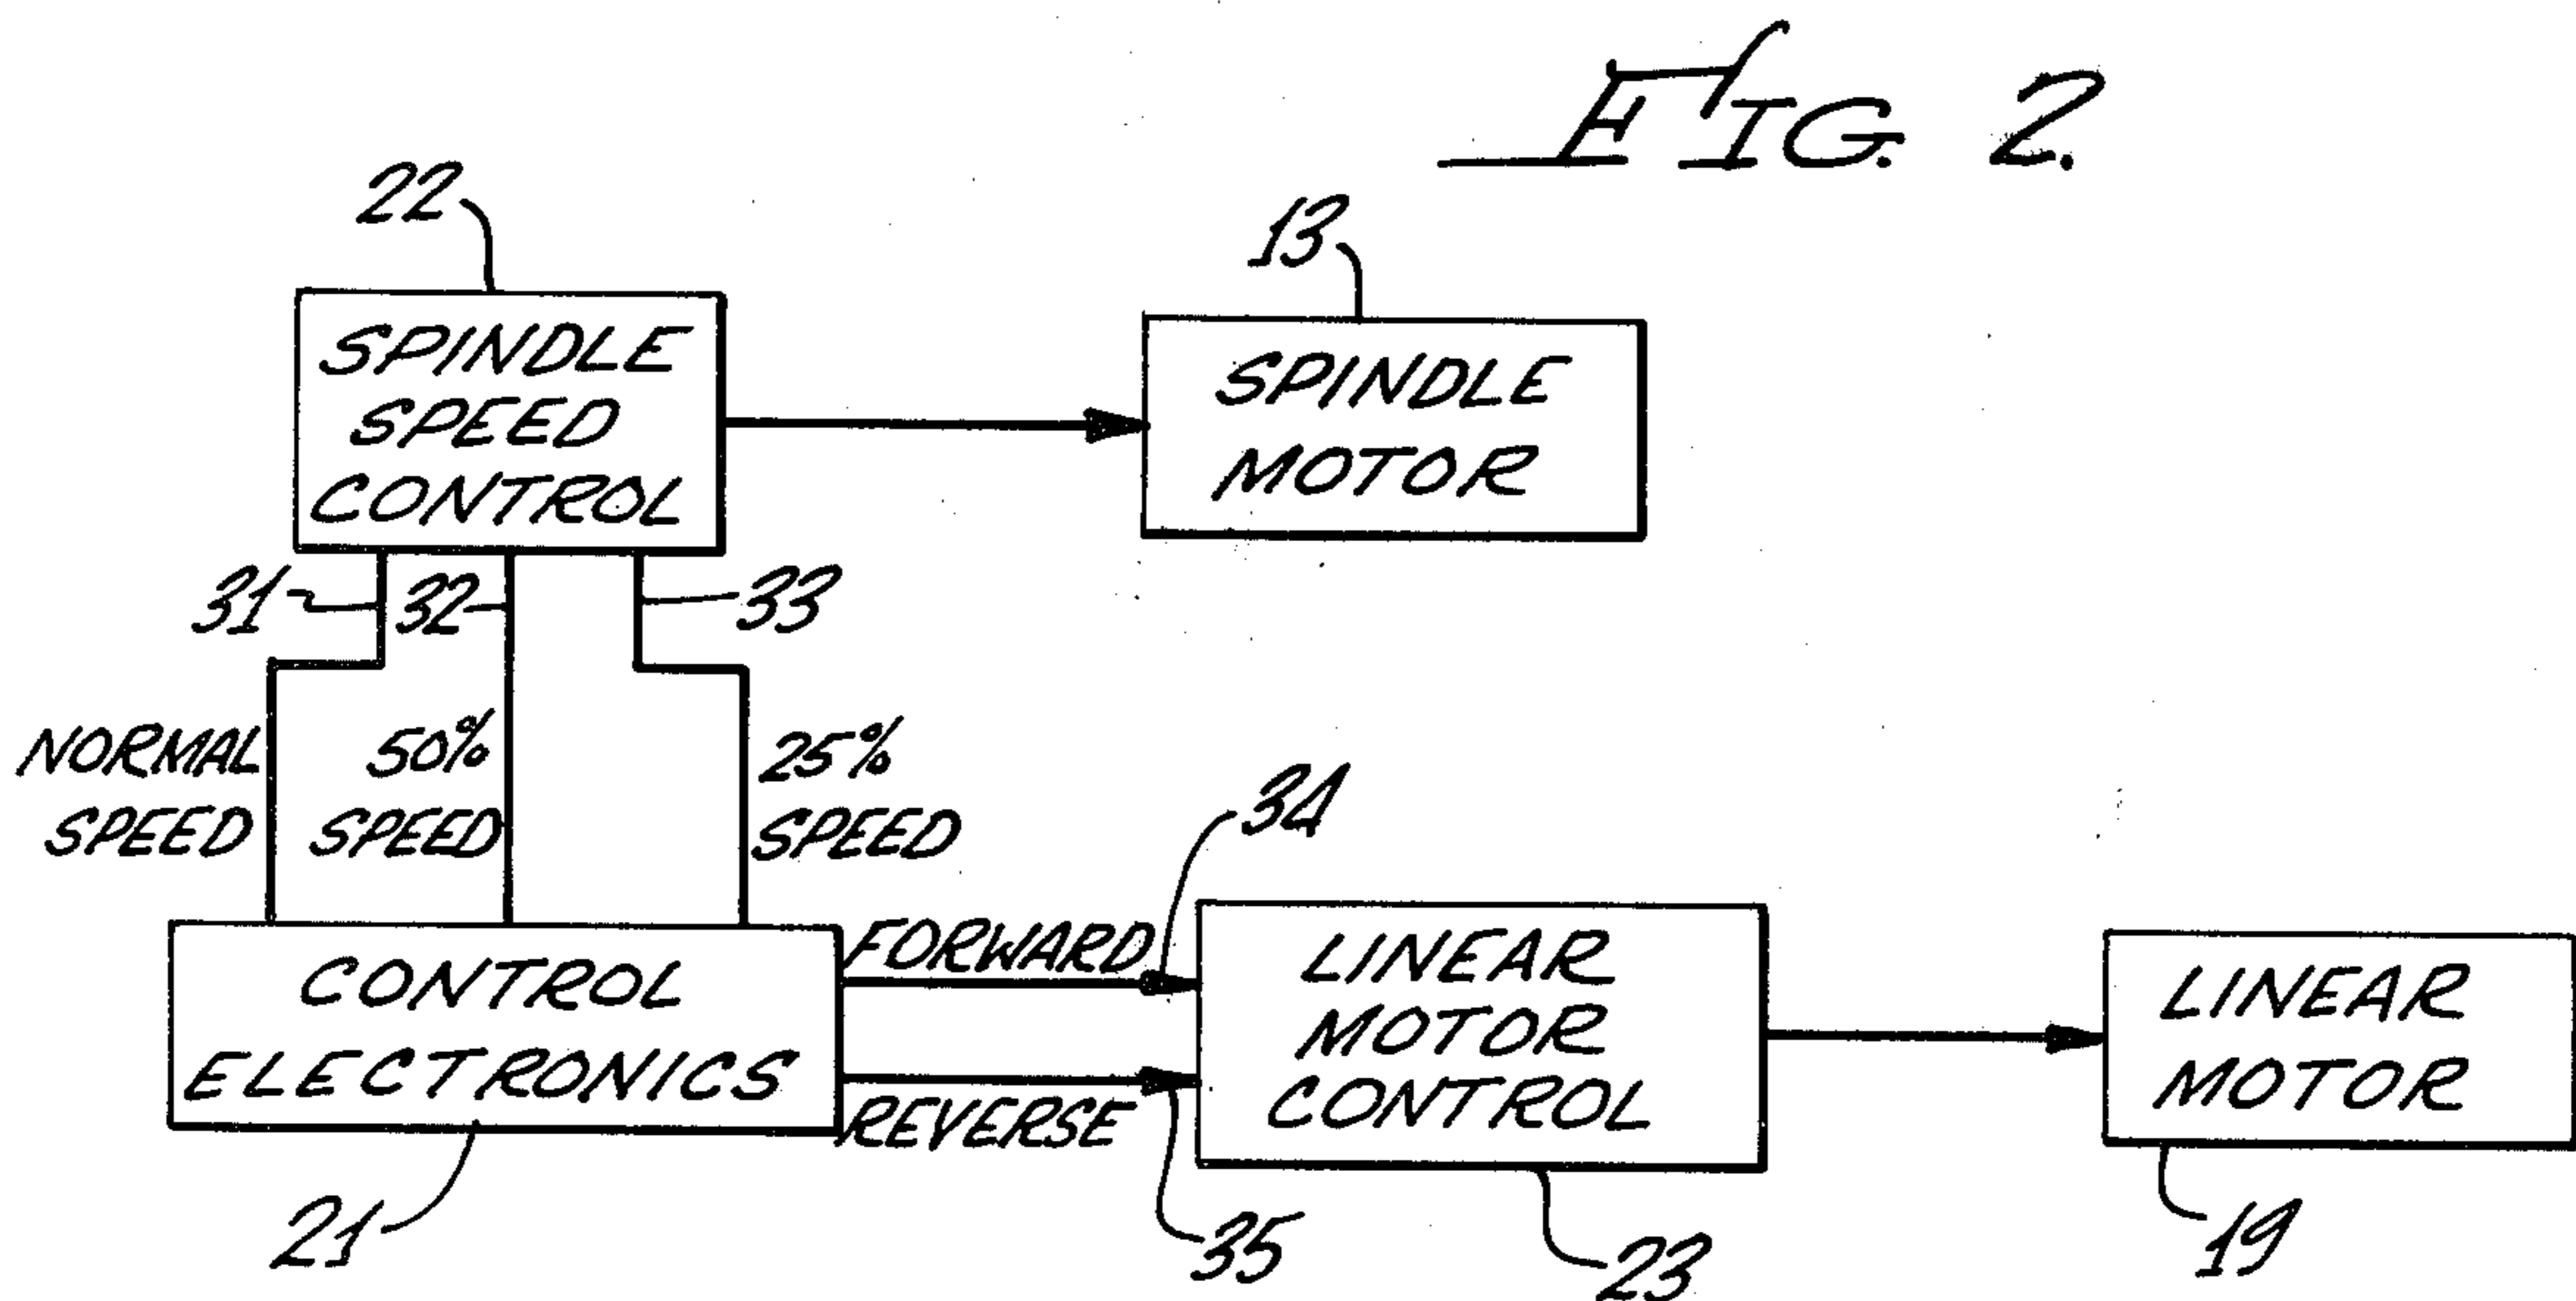 FIG. 2.
22
13
SPINDLE
SPEED
CONTROL
SPINDLE
MOTOR
31
32
33
NORMAL
SPEED
50%
SPEED
25%
SPEED
34
CONTROL
ELECTRONICS
FORWARD
REVERSE
LINEAR
MOTOR
CONTROL
LINEAR
MOTOR
21
35
23
19